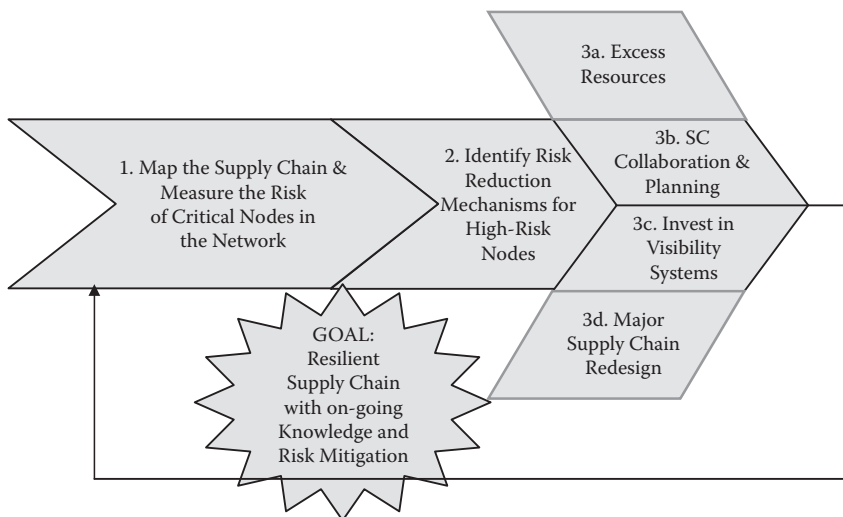 1. Map the Supply Chain &
Measure the Risk
of Critical Nodes in
the Network
2. Identify Risk
Reduction
Mechanisms for
High-Risk
Nodes
3a. Excess
Resources
3b. SC
Collaboration &
Planning
3c. Invest in
Visibility
Systems
3d. Major
Supply Chain
Redesign
GOAL:
Resilient
Supply Chain
with on-going
Knowledge and
Risk Mitigation